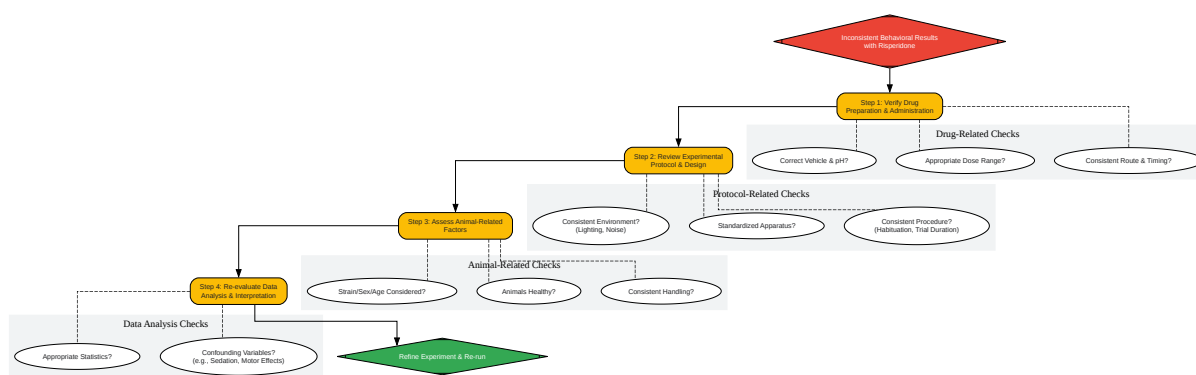 Inconsistent Behavioral Results
with Risperidone
Step 1: Verify Drug
Preparation & Administration
Drug-Related Checks
Correct Vehicle & pH?
Appropriate Dose Range?
Consistent Route & Timing?
Step 2: Review Experimental
Protocol & Design
Protocol-Related Checks
Consistent Environment?
(Lighting, Noise)
Standardized Apparatus?
Consistent Procedure?
(Habituation, Trial Duration)
Step 3: Assess Animal-Related
Factors
Animal-Related Checks
Strain/Sex/Age Considered?
Animals Healthy?
Consistent Handling?
Step 4: Re-evaluate Data
Analysis & Interpretation
Data Analysis Checks
Appropriate Statistics?
Confounding Variables?
(e.g., Sedation, Motor Effects)
Refine Experiment & Re-run